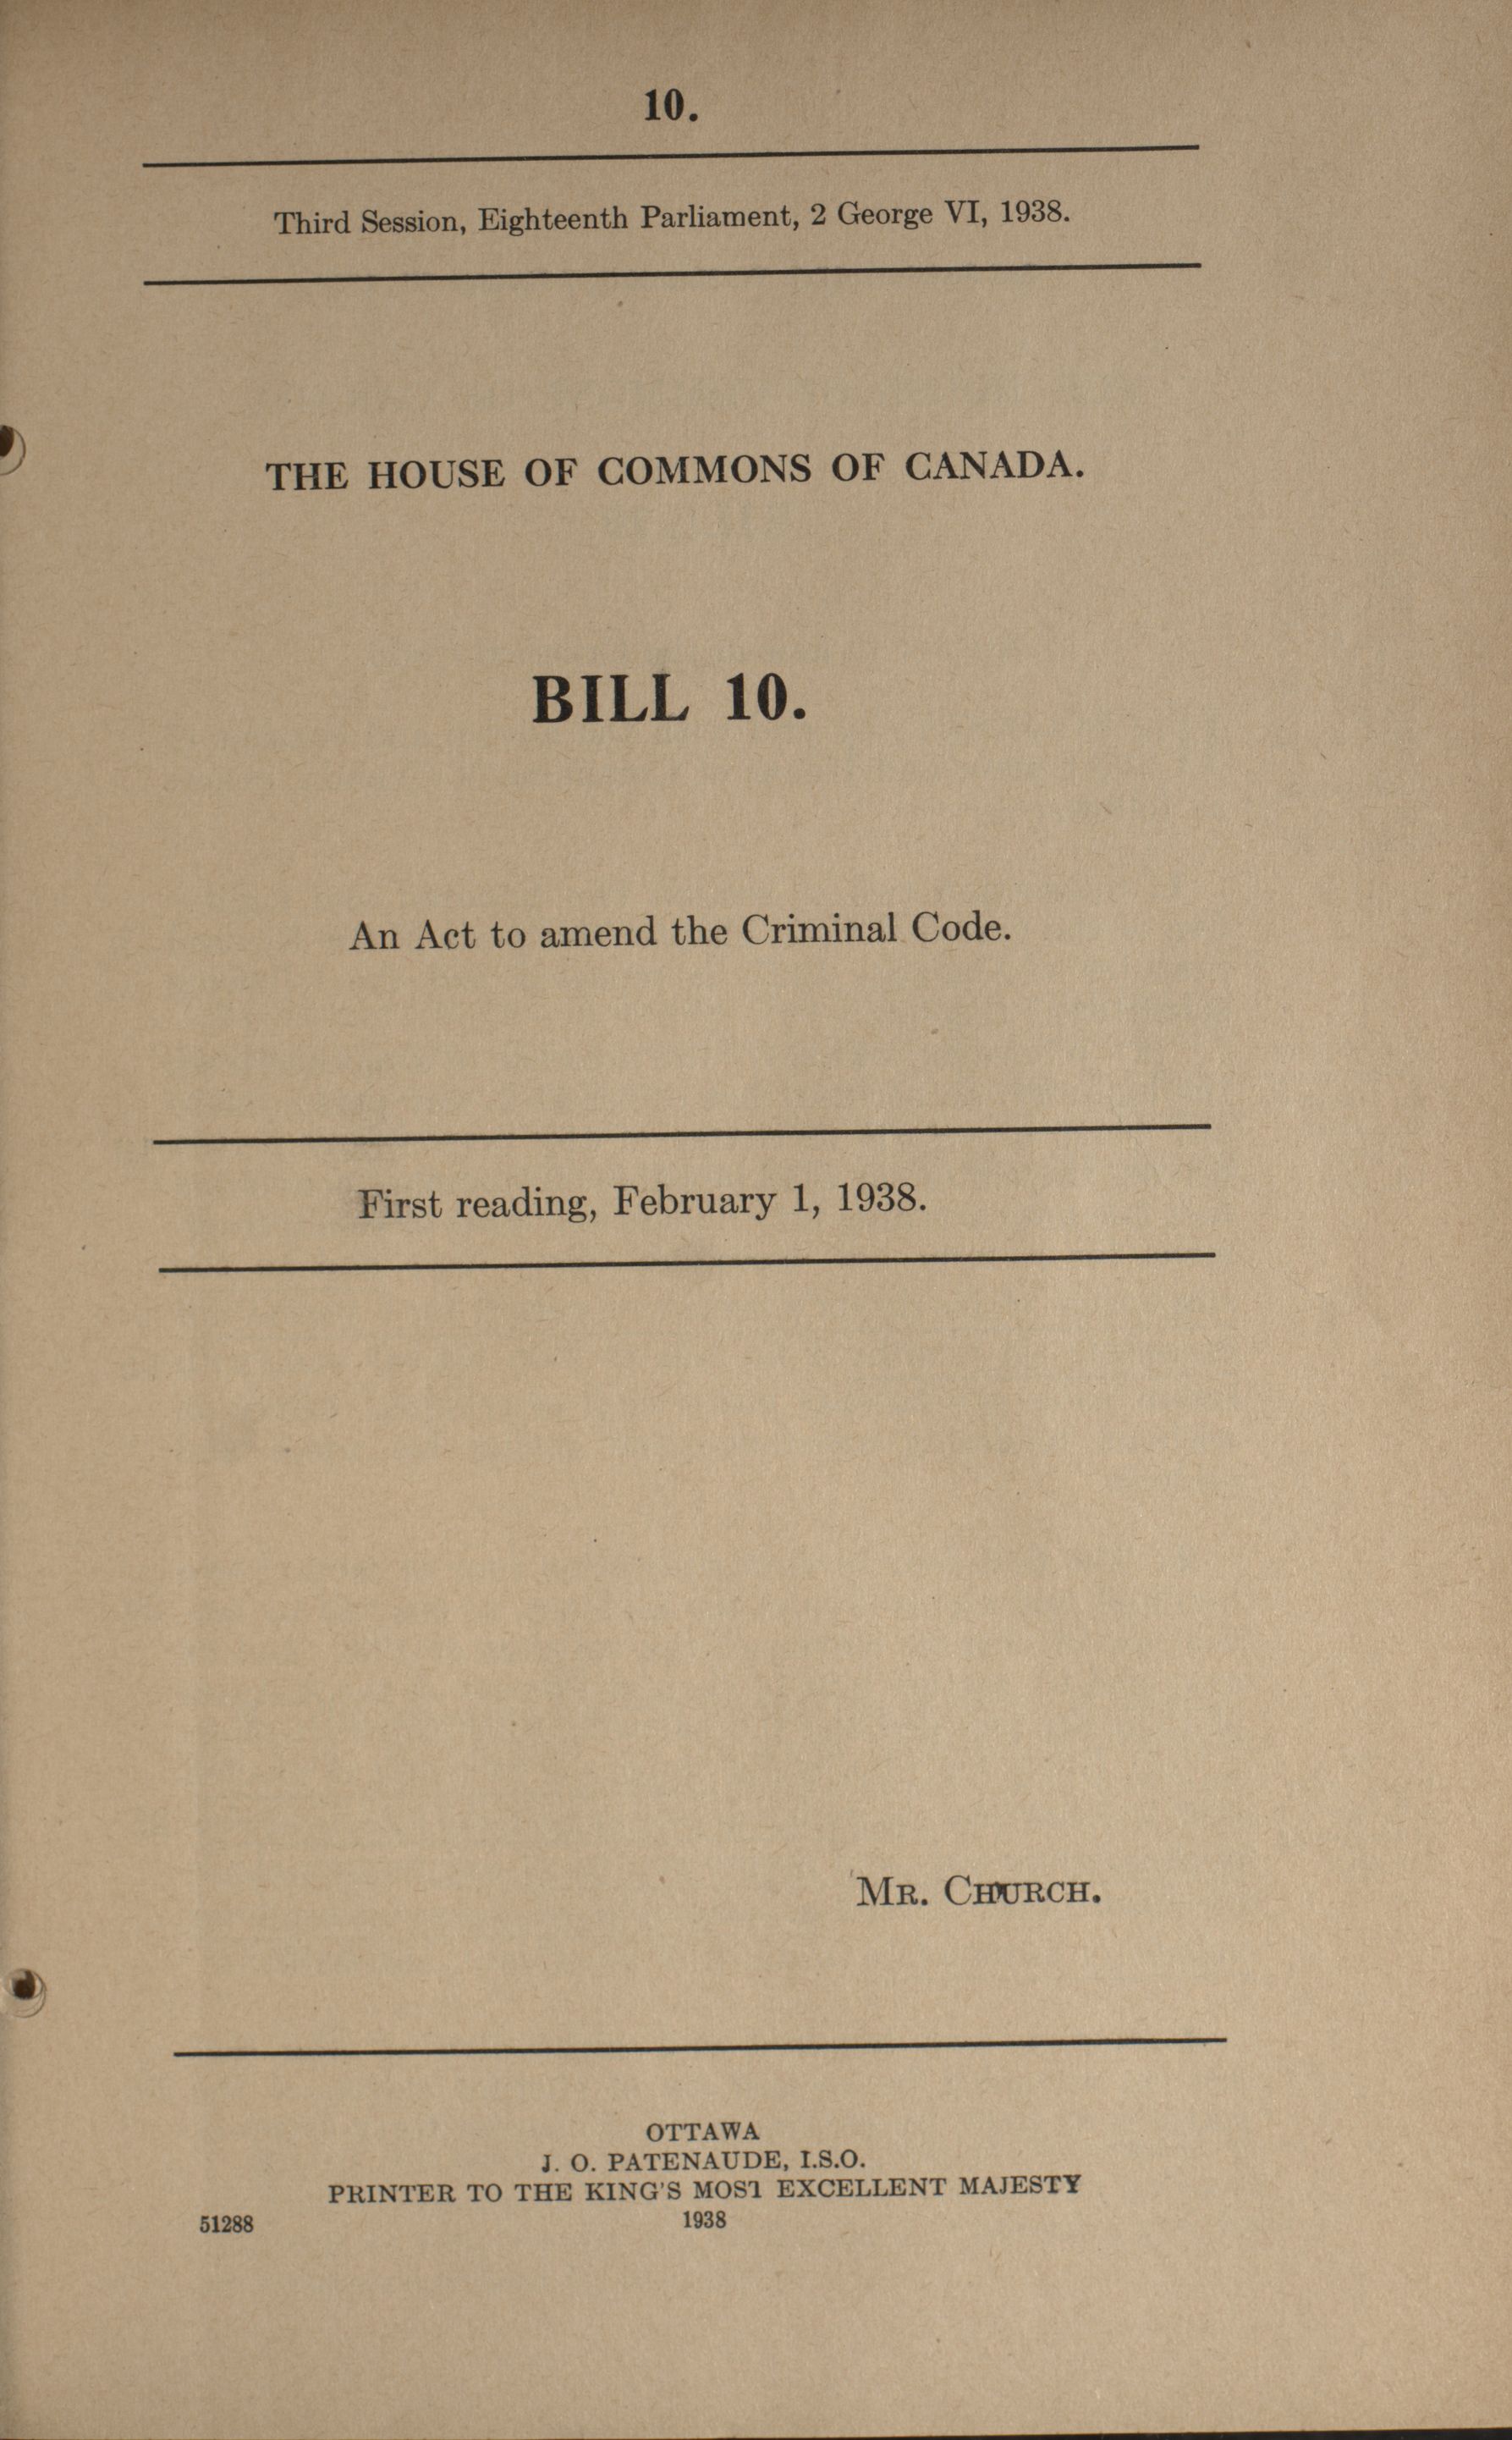 10.
Third Session, Eighteenth Parliament, 2 George VI, 1938.
THE HOUSE OF COMMONS OF CANADA.
BILL 10.
An Act to amend the Criminal Code.
First reading, February 1, 1938.
MR. CHURCH.
OTTAWA
J. O. PATENAUDE, I.S.O.
PRINTER TO THE KING'S MOST EXCELLENT MAJESTY
51288 1938